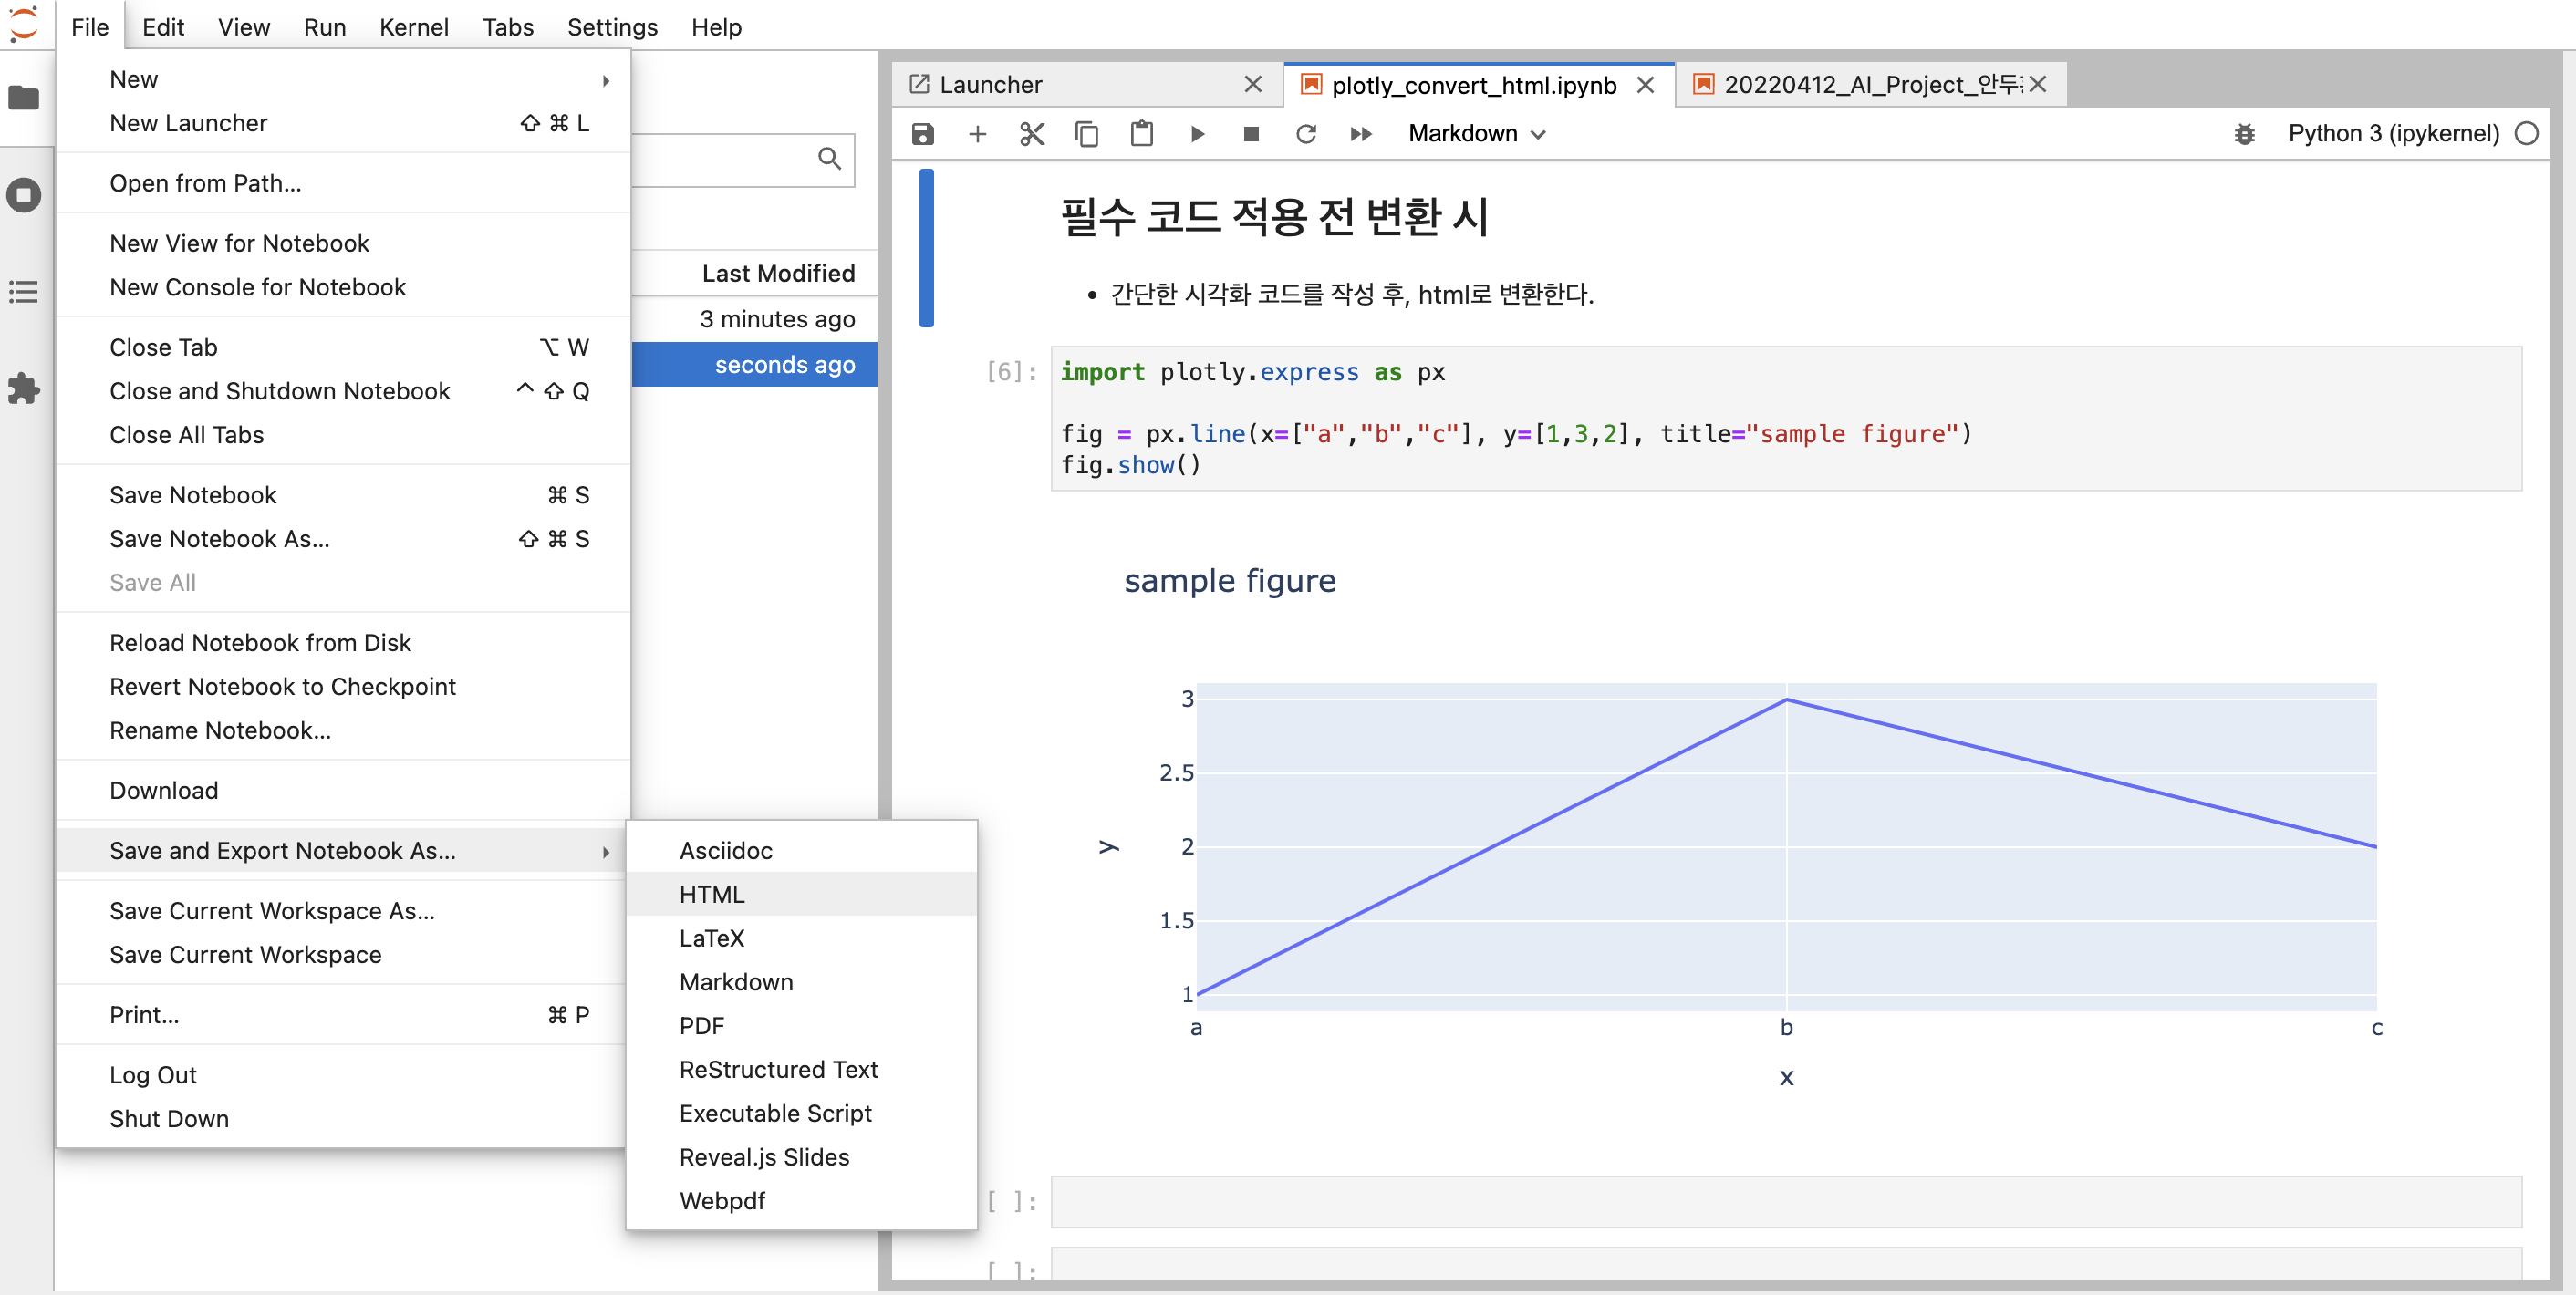 File Edit View Run Kernel Tabs Settings Help
New
New Launcher ⇧ ⌘ L
Open from Path...
New View for Notebook
New Console for Notebook
Close Tab ⌥ W
Close and Shutdown Notebook ^ ⇧ Q
Close All Tabs
Save Notebook ⌘ S
Save Notebook As... ⇧ ⌘ S
Save All
Reload Notebook from Disk
Revert Notebook to Checkpoint
Rename Notebook...
Download
Save and Export Notebook As...
Save Current Workspace As...
Save Current Workspace
Print... ⌘ P
Log Out
Shut Down
Asciidoc
HTML
LaTeX
Markdown
PDF
ReStructured Text
Executable Script
Reveal.js Slides
Webpdf
Last Modified
3 minutes ago
seconds ago
Launcher
plotly_convert_html.ipynb
20220412_AI_Project_안두
Markdown
Python 3 (ipykernel)
필수 코드 적용 전 변환 시
• 간단한 시각화 코드를 작성 후, html로 변환한다.
[6]:
import plotly.express as px
fig = px.line(x=["a","b","c"], y=[1,3,2], title="sample figure")
fig.show()
sample figure
3
2.5
2
1.5
1
y
a b c
x
[ ]:
[ ]: